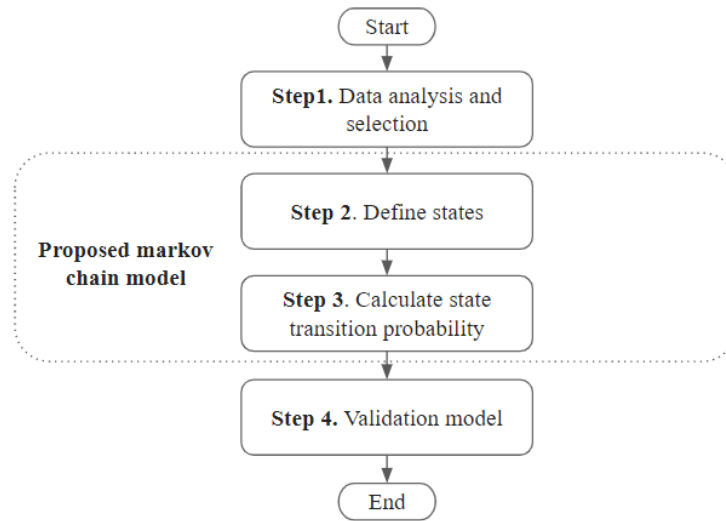 Start
Step1. Data analysis and
selection
Step 2. Define states
Proposed markov
chain model
Step 3. Calculate state
transition probability
Step 4. Validation model
End